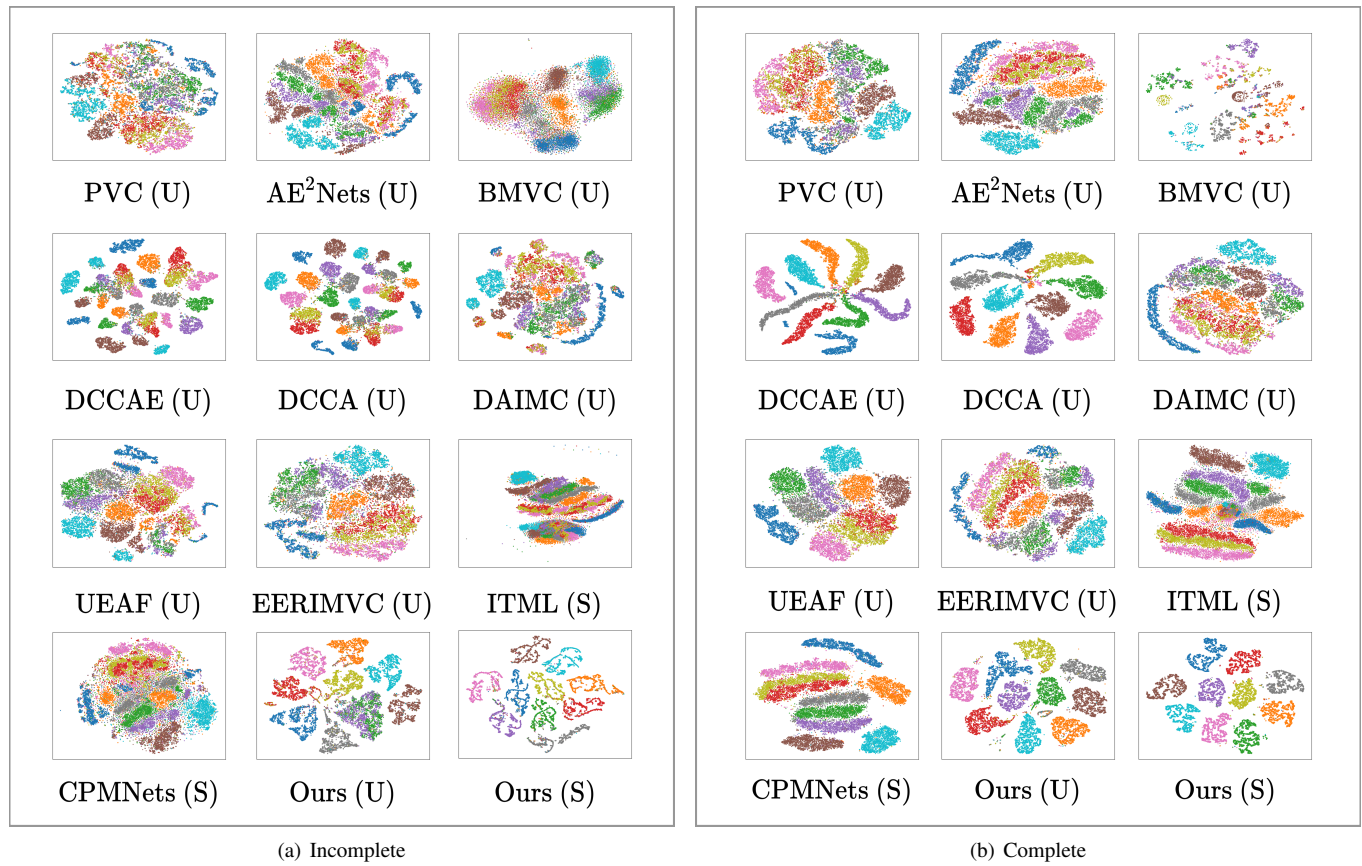 PVC (U) AE²Nets (U) BMVC (U)
DCCAE (U) DCCA (U) DAIMC (U)
UEAF (U) EERIMVC (U) ITML (S)
CPMNets (S) Ours (U) Ours (S)
(a) Incomplete
PVC (U) AE²Nets (U) BMVC (U)
DCCAE (U) DCCA (U) DAIMC (U)
UEAF (U) EERIMVC (U) ITML (S)
CPMNets (S) Ours (U) Ours (S)
(b) Complete